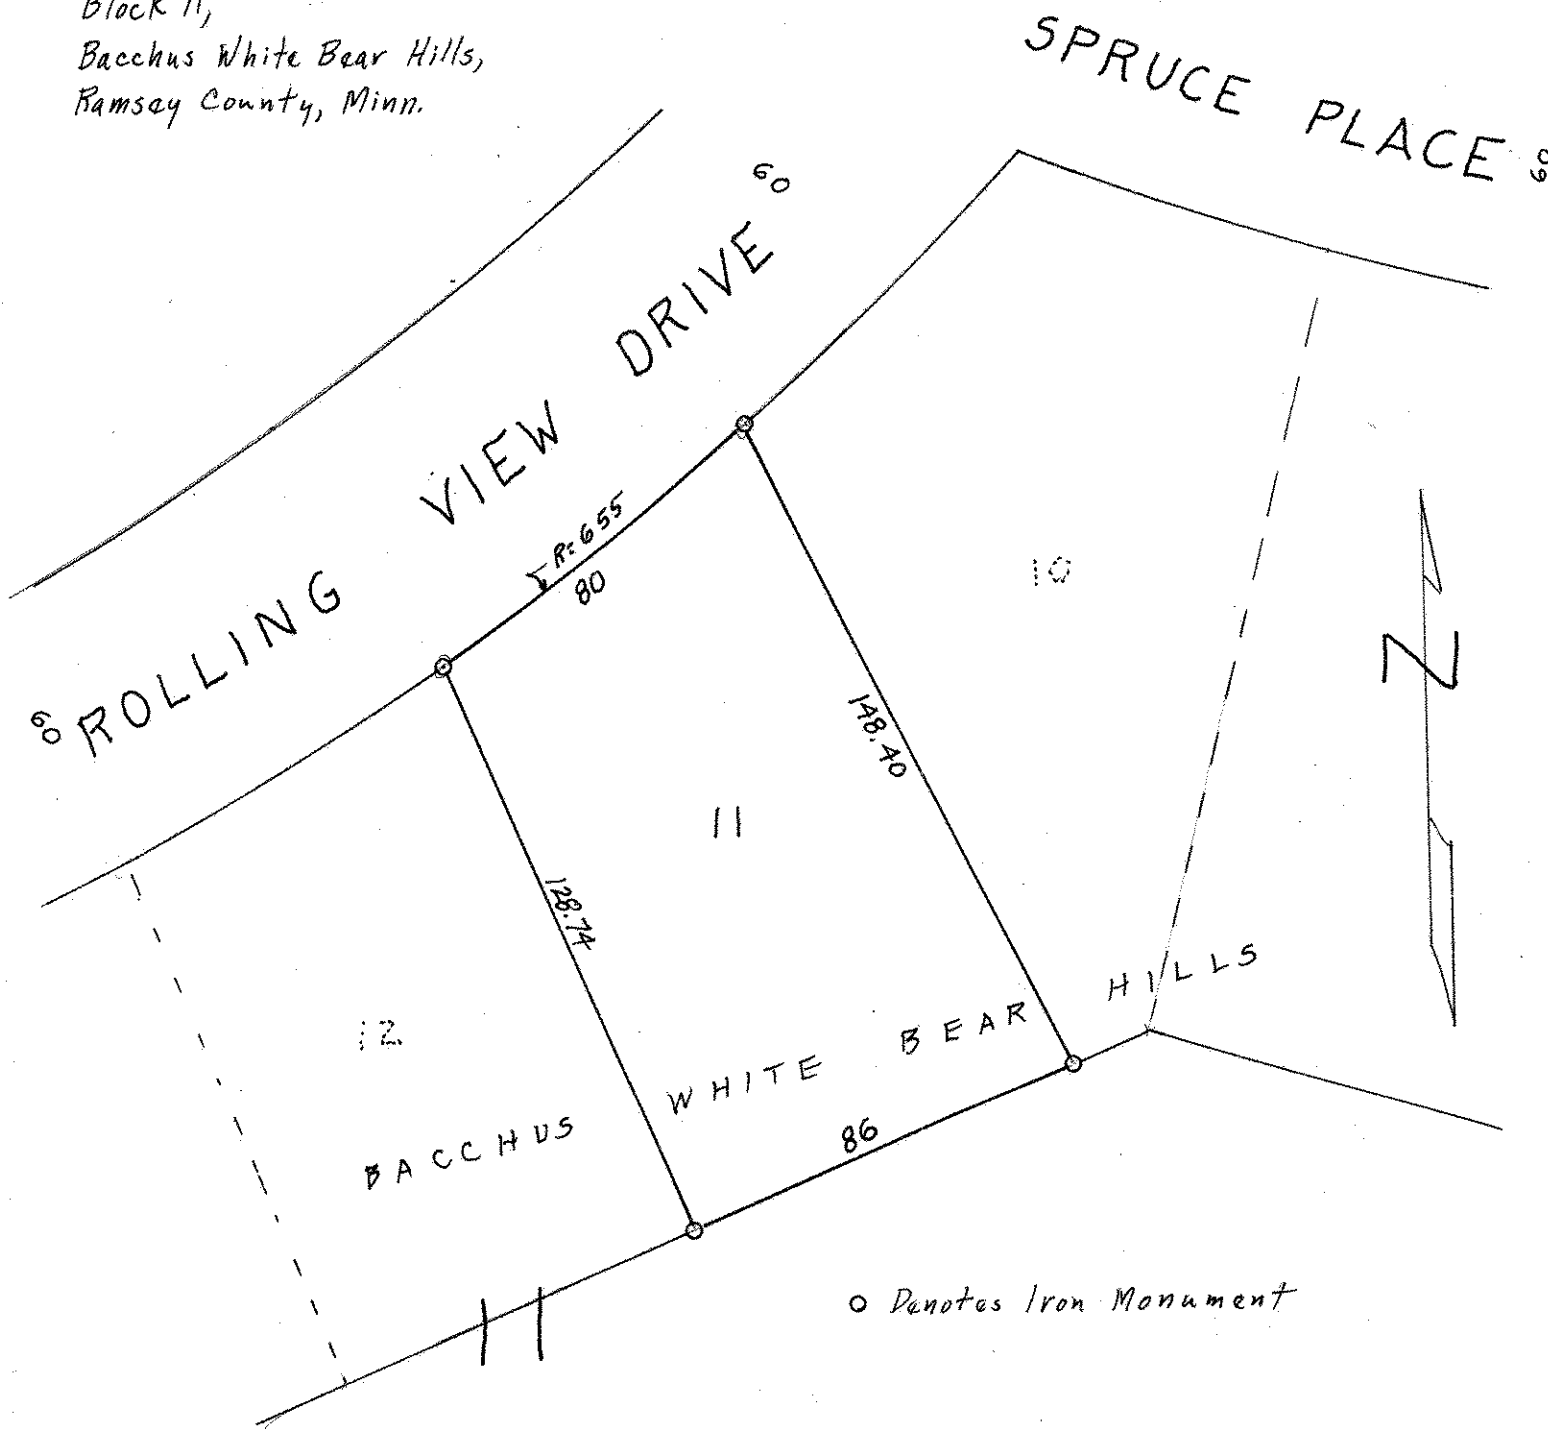 Block 11,
Bacchus White Bear Hills,
Ramsey County, Minn.
SPRUCE PLACE 60
60
ROLLING VIEW DRIVE
60
R=655
80
10
148.40
N
11
128.74
12
BACCHUS WHITE BEAR HILLS
86
11
o Denotes Iron Monument